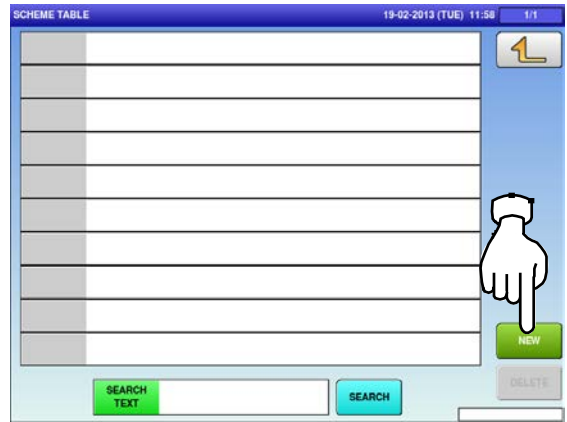 SCHEME TABLE 19-02-2013 (TUE) 11:58 1/1
NEW
DELETE
SEARCH
TEXT
SEARCH